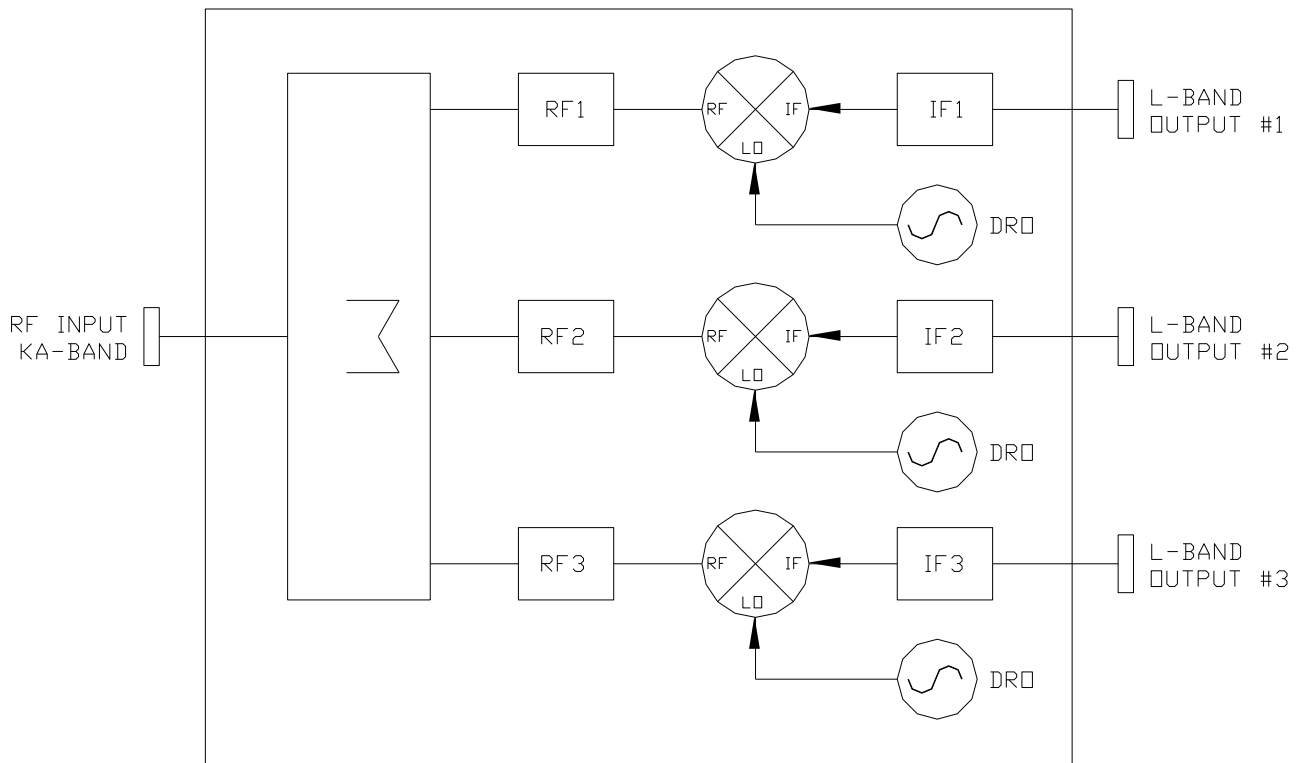 RF INPUT
KA-BAND
Σ
RF1
RF
IF
LO
IF1
L-BAND
OUTPUT #1
DRO
RF2
RF
IF
LO
IF2
L-BAND
OUTPUT #2
DRO
RF3
RF
IF
LO
IF3
L-BAND
OUTPUT #3
DRO